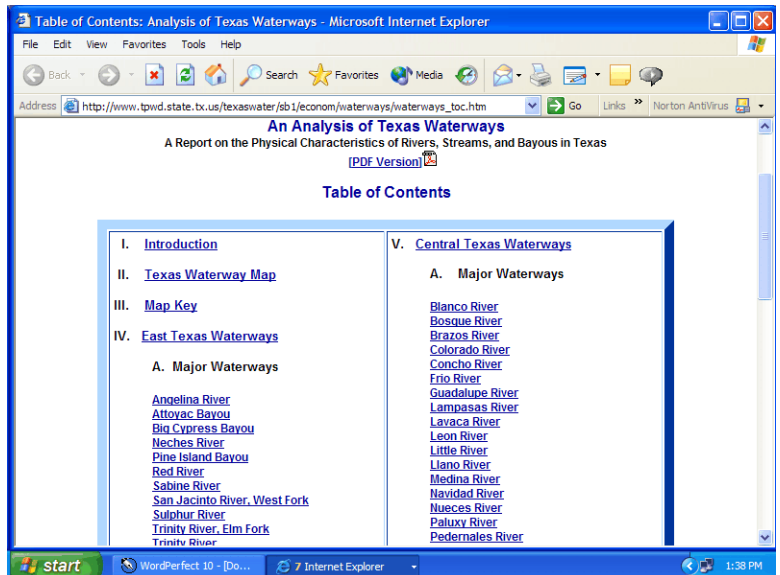 Table of Contents: Analysis of Texas Waterways - Microsoft Internet Explorer
File Edit View Favorites Tools Help
Back Search Favorites Media
Address http://www.tpwd.state.tx.us/texaswater/sb1/econom/waterways/waterways_toc.htm Go Links » Norton AntiVirus
An Analysis of Texas Waterways
A Report on the Physical Characteristics of Rivers, Streams, and Bayous in Texas
[PDF Version]
Table of Contents
I. Introduction
II. Texas Waterway Map
III. Map Key
IV. East Texas Waterways
A. Major Waterways
Angelina River
Attoyac Bayou
Big Cypress Bayou
Neches River
Pine Island Bayou
Red River
Sabine River
San Jacinto River, West Fork
Sulphur River
Trinity River, Elm Fork
Trinity River
V. Central Texas Waterways
A. Major Waterways
Blanco River
Bosque River
Brazos River
Colorado River
Concho River
Frio River
Guadalupe River
Lampasas River
Lavaca River
Leon River
Little River
Llano River
Medina River
Navidad River
Nueces River
Paluxy River
Pedernales River
start WordPerfect 10 - [Do... 7 Internet Explorer 1:38 PM